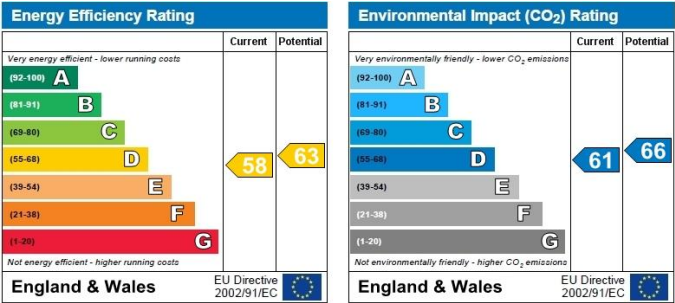 Energy Efficiency Rating
Current Potential
Very energy efficient - lower running costs
(92-100) A
(81-91) B
(69-80) C
(55-68) D
(39-54) E
(21-38) F
(1-20) G
58
63
Not energy efficient - higher running costs
England & Wales
EU Directive
2002/91/EC
Environmental Impact (CO₂) Rating
Current Potential
Very environmentally friendly - lower CO₂ emissions
(92-100) A
(81-91) B
(69-80) C
(55-68) D
(39-54) E
(21-38) F
(1-20) G
61
66
Not environmentally friendly - higher CO₂ emissions
England & Wales
EU Directive
2002/91/EC